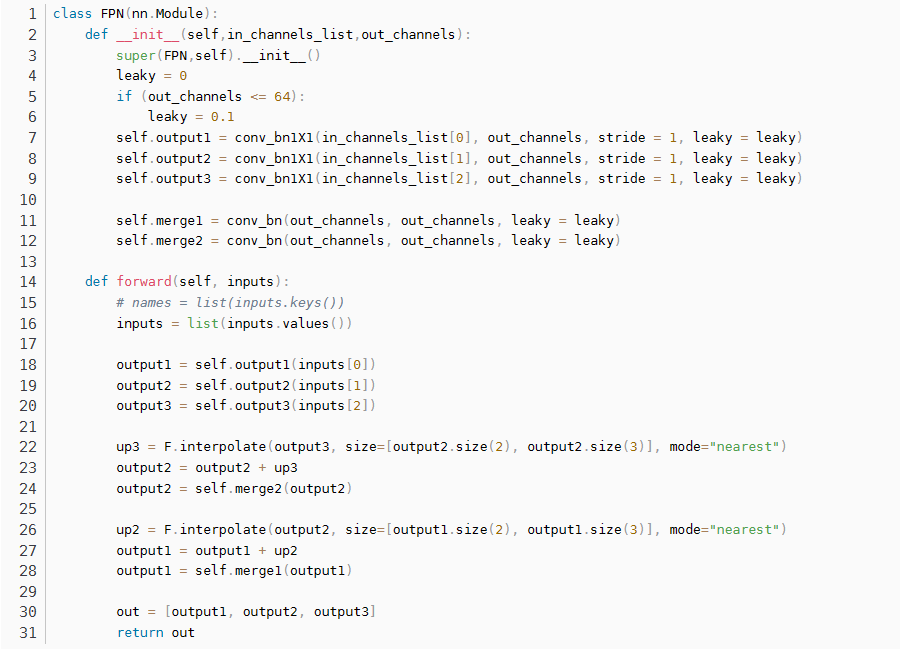 1 class FPN(nn.Module):
2     def __init__(self,in_channels_list,out_channels):
3         super(FPN,self).__init__()
4         leaky = 0
5         if (out_channels <= 64):
6             leaky = 0.1
7         self.output1 = conv_bn1X1(in_channels_list[0], out_channels, stride = 1, leaky = leaky)
8         self.output2 = conv_bn1X1(in_channels_list[1], out_channels, stride = 1, leaky = leaky)
9         self.output3 = conv_bn1X1(in_channels_list[2], out_channels, stride = 1, leaky = leaky)
10
11         self.merge1 = conv_bn(out_channels, out_channels, leaky = leaky)
12         self.merge2 = conv_bn(out_channels, out_channels, leaky = leaky)
13
14     def forward(self, inputs):
15         # names = list(inputs.keys())
16         inputs = list(inputs.values())
17
18         output1 = self.output1(inputs[0])
19         output2 = self.output2(inputs[1])
20         output3 = self.output3(inputs[2])
21
22         up3 = F.interpolate(output3, size=[output2.size(2), output2.size(3)], mode="nearest")
23         output2 = output2 + up3
24         output2 = self.merge2(output2)
25
26         up2 = F.interpolate(output2, size=[output1.size(2), output1.size(3)], mode="nearest")
27         output1 = output1 + up2
28         output1 = self.merge1(output1)
29
30         out = [output1, output2, output3]
31         return out